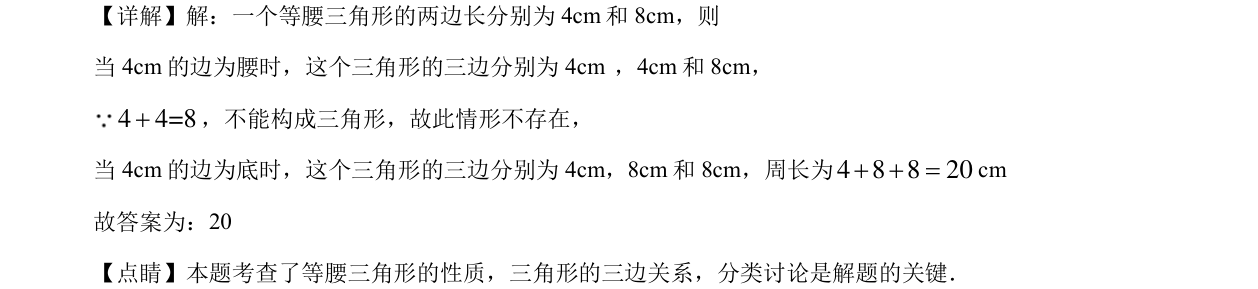 【详解】解：一个等腰三角形的两边长分别为 4cm 和 8cm，则
当 4cm 的边为腰时，这个三角形的三边分别为 4cm ，4cm 和 8cm，
∵4+4=8，不能构成三角形，故此情形不存在，
当 4cm 的边为底时，这个三角形的三边分别为 4cm，8cm 和 8cm，周长为4+8+8=20 cm
故答案为：20
【点睛】本题考查了等腰三角形的性质，三角形的三边关系，分类讨论是解题的关键．